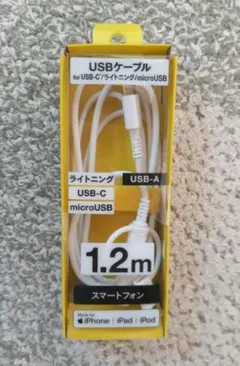 USBケーブル
for USB-C/ライトニング/microUSB
ライトニング USB-A
USB-C
microUSB
1.2m
スマートフォン
Made for
iPhone | iPad | iPod